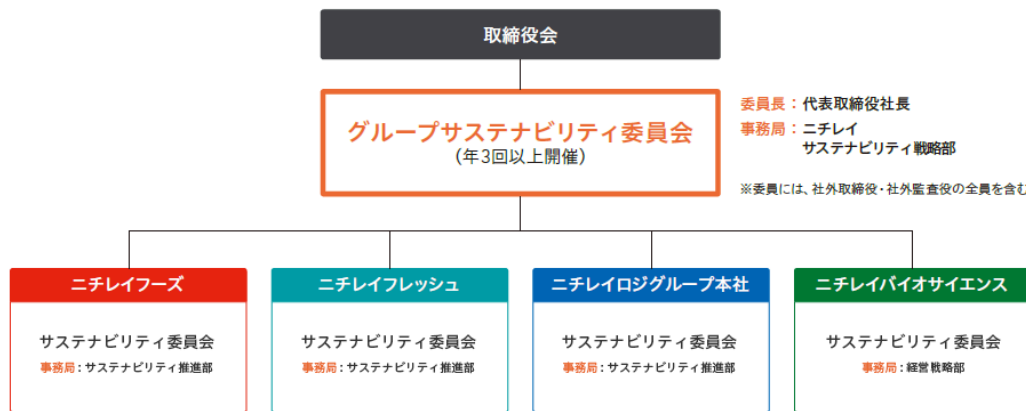 取締役会
グループサステナビリティ委員会
(年3回以上開催)
委員長：代表取締役社長
事務局：ニチレイ
サステナビリティ戦略部
※委員には、社外取締役・社外監査役の全員を含む
ニチレイフーズ
サステナビリティ委員会
事務局：サステナビリティ推進部
ニチレイフレッシュ
サステナビリティ委員会
事務局：サステナビリティ推進部
ニチレイロジグループ本社
サステナビリティ委員会
事務局：サステナビリティ推進部
ニチレイバイオサイエンス
サステナビリティ委員会
事務局：経営戦略部